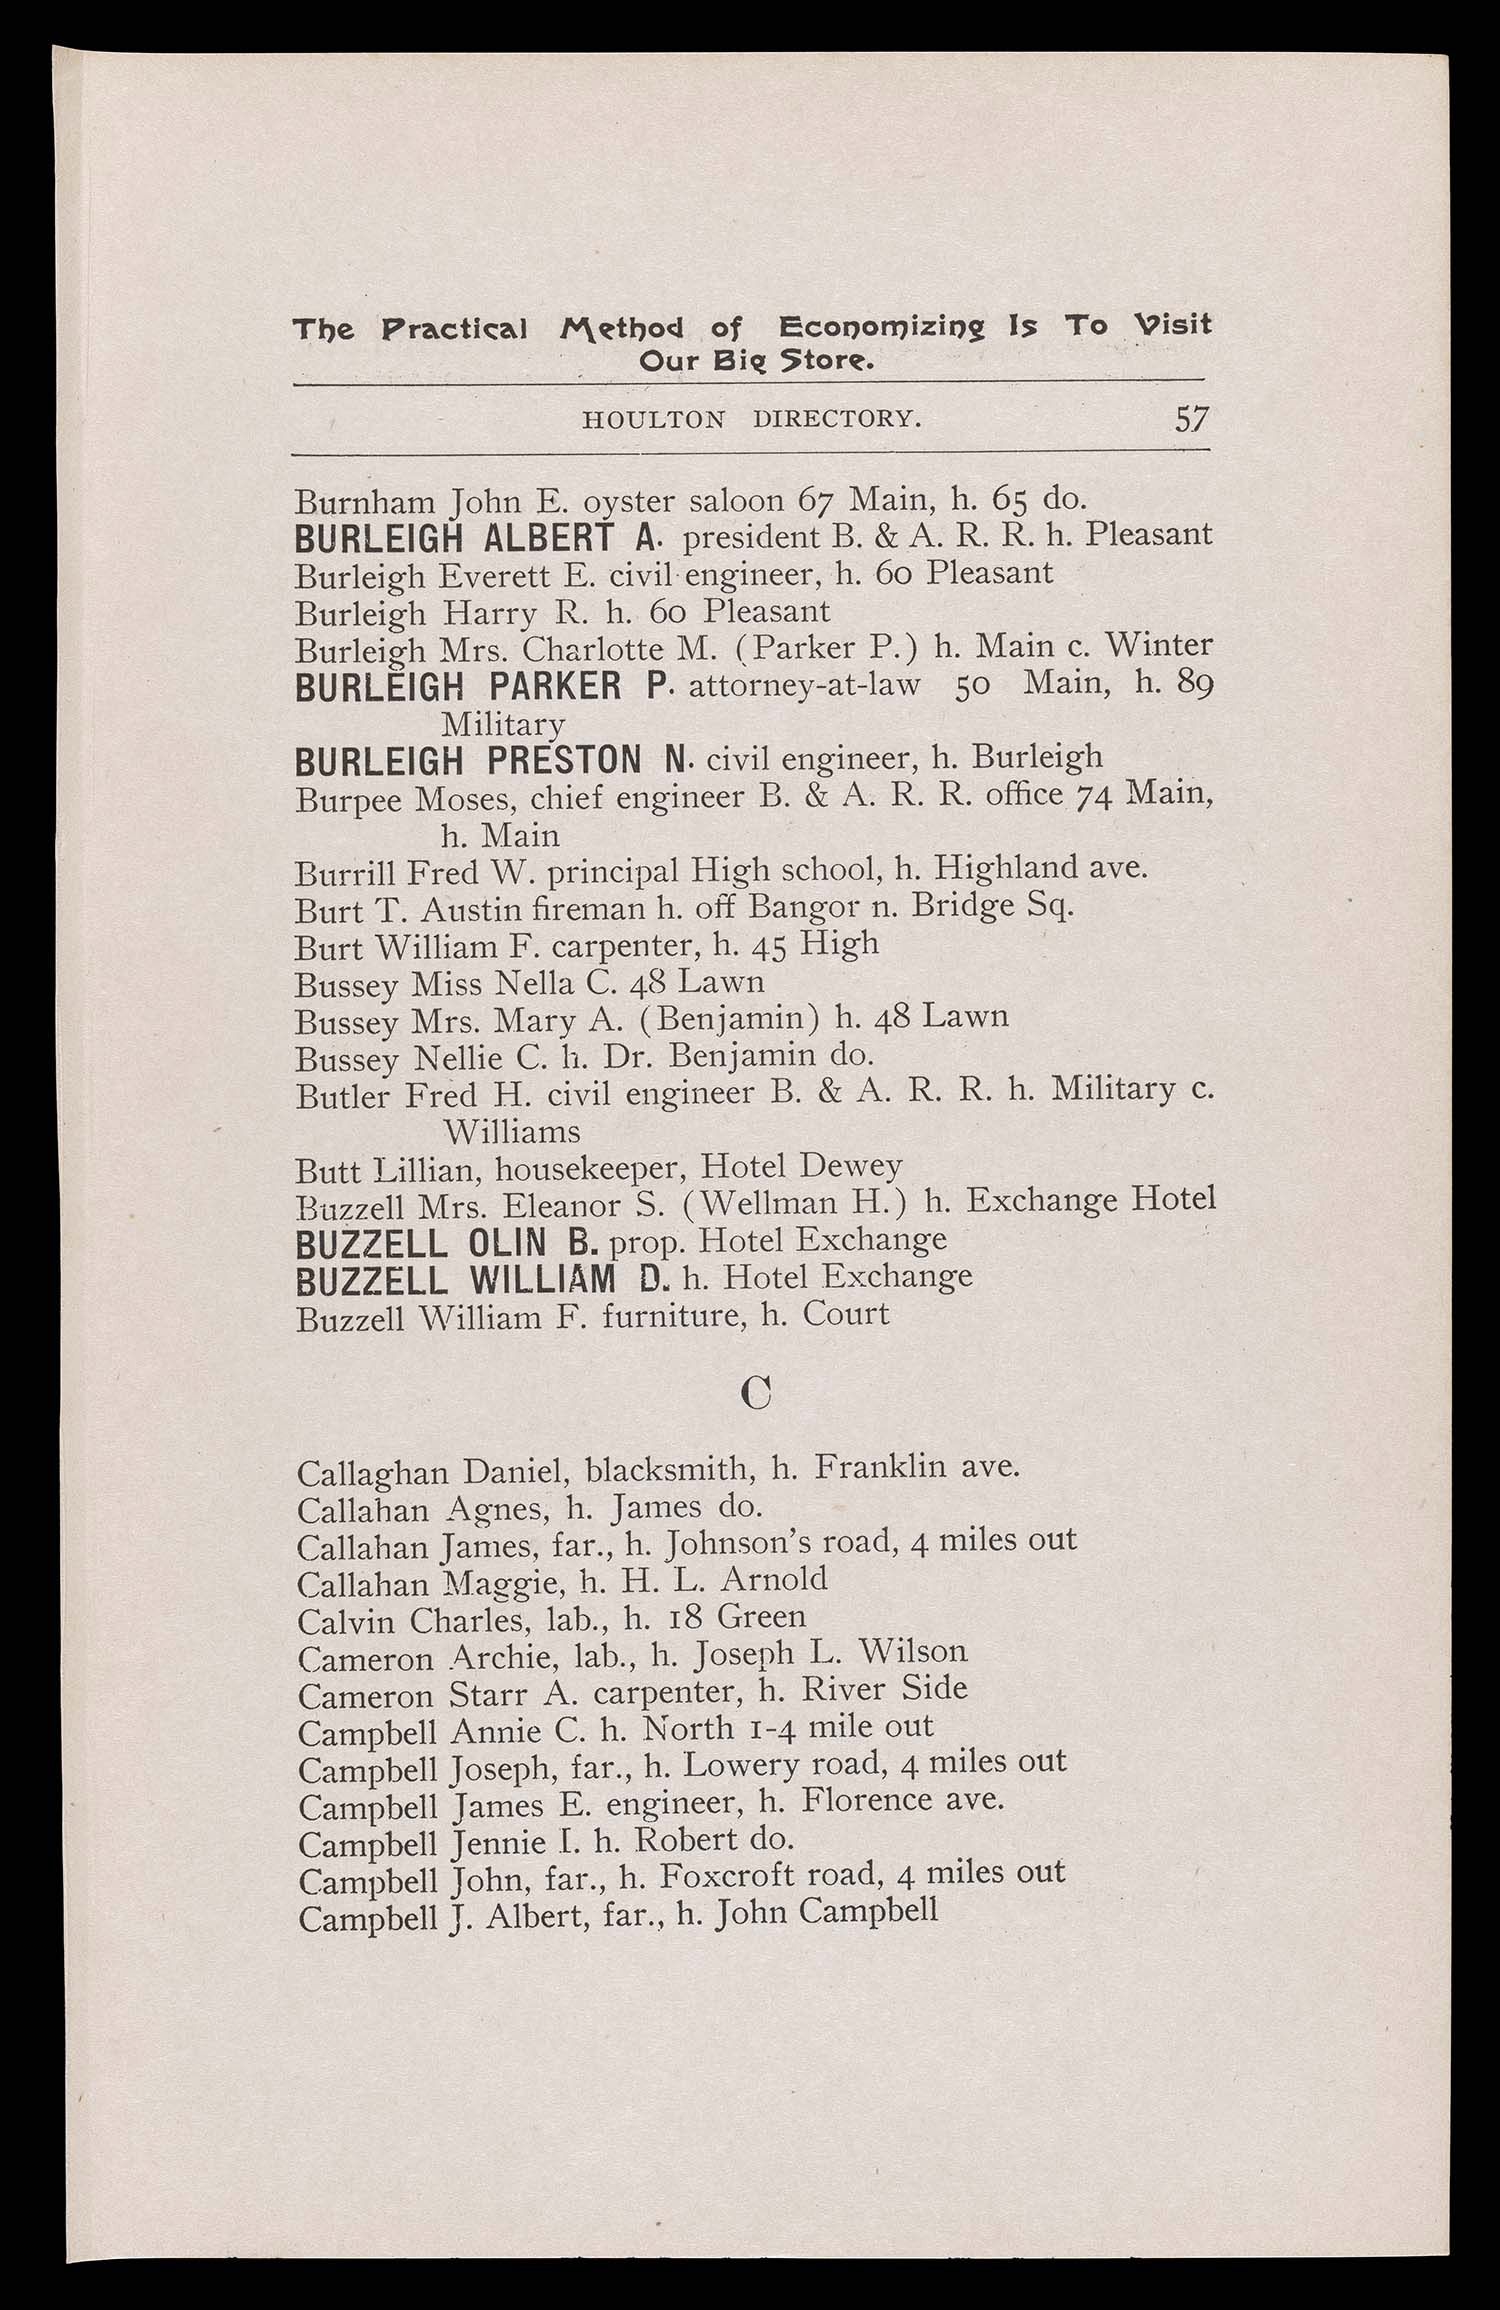 The Practical Method of Economizing Is To Visit
Our Big Store.
HOULTON DIRECTORY. 57
Burnham John E. oyster saloon 67 Main, h. 65 do.
BURLEIGH ALBERT A. president B. & A. R. R. h. Pleasant
Burleigh Everett E. civil engineer, h. 60 Pleasant
Burleigh Harry R. h. 60 Pleasant
Burleigh Mrs. Charlotte M. (Parker P.) h. Main c. Winter
BURLEIGH PARKER P. attorney-at-law 50 Main, h. 89
Military
BURLEIGH PRESTON N. civil engineer, h. Burleigh
Burpee Moses, chief engineer B. & A. R. R. office 74 Main,
h. Main
Burrill Fred W. principal High school, h. Highland ave.
Burt T. Austin fireman h. off Bangor n. Bridge Sq.
Burt William F. carpenter, h. 45 High
Bussey Miss Nella C. 48 Lawn
Bussey Mrs. Mary A. (Benjamin) h. 48 Lawn
Bussey Nellie C. h. Dr. Benjamin do.
Butler Fred H. civil engineer B. & A. R. R. h. Military c.
Williams
Butt Lillian, housekeeper, Hotel Dewey
Buzzell Mrs. Eleanor S. (Wellman H.) h. Exchange Hotel
BUZZELL OLIN B. prop. Hotel Exchange
BUZZELL WILLIAM D. h. Hotel Exchange
Buzzell William F. furniture, h. Court
C
Callaghan Daniel, blacksmith, h. Franklin ave.
Callahan Agnes, h. James do.
Callahan James, far., h. Johnson's road, 4 miles out
Callahan Maggie, h. H. L. Arnold
Calvin Charles, lab., h. 18 Green
Cameron Archie, lab., h. Joseph L. Wilson
Cameron Starr A. carpenter, h. River Side
Campbell Annie C. h. North 1-4 mile out
Campbell Joseph, far., h. Lowery road, 4 miles out
Campbell James E. engineer, h. Florence ave.
Campbell Jennie I. h. Robert do.
Campbell John, far., h. Foxcroft road, 4 miles out
Campbell J. Albert, far., h. John Campbell